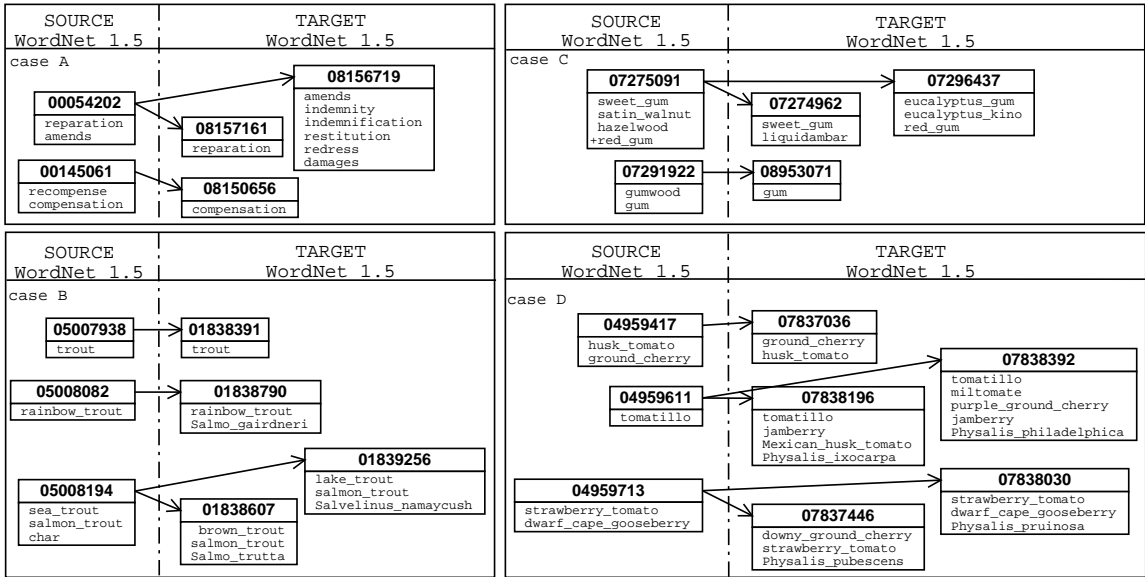 SOURCE
WordNet 1.5
TARGET
WordNet 1.5
case A
00054202
reparation
amends
08156719
amends
indemnity
indemnification
restitution
redress
damages
08157161
reparation
00145061
recompense
compensation
08150656
compensation
SOURCE
WordNet 1.5
TARGET
WordNet 1.5
case C
07275091
sweet_gum
satin_walnut
hazelwood
+red_gum
07274962
sweet_gum
liquidambar
07296437
eucalyptus_gum
eucalyptus_kino
red_gum
07291922
gumwood
gum
08953071
gum
SOURCE
WordNet 1.5
TARGET
WordNet 1.5
case B
05007938
trout
01838391
trout
05008082
rainbow_trout
01838790
rainbow_trout
Salmo_gairdneri
05008194
sea_trout
salmon_trout
char
01839256
lake_trout
salmon_trout
Salvelinus_namaycush
01838607
brown_trout
salmon_trout
Salmo_trutta
SOURCE
WordNet 1.5
TARGET
WordNet 1.5
case D
04959417
husk_tomato
ground_cherry
07837036
ground_cherry
husk_tomato
04959611
tomatillo
07838196
tomatillo
jamberry
Mexican_husk_tomato
Physalis_ixocarpa
07838392
tomatillo
miltomate
purple_ground_cherry
jamberry
Physalis_philadelphica
04959713
strawberry_tomato
dwarf_cape_gooseberry
07837446
downy_ground_cherry
strawberry_tomato
Physalis_pubescens
07838030
strawberry_tomato
dwarf_cape_gooseberry
Physalis_pruinosa